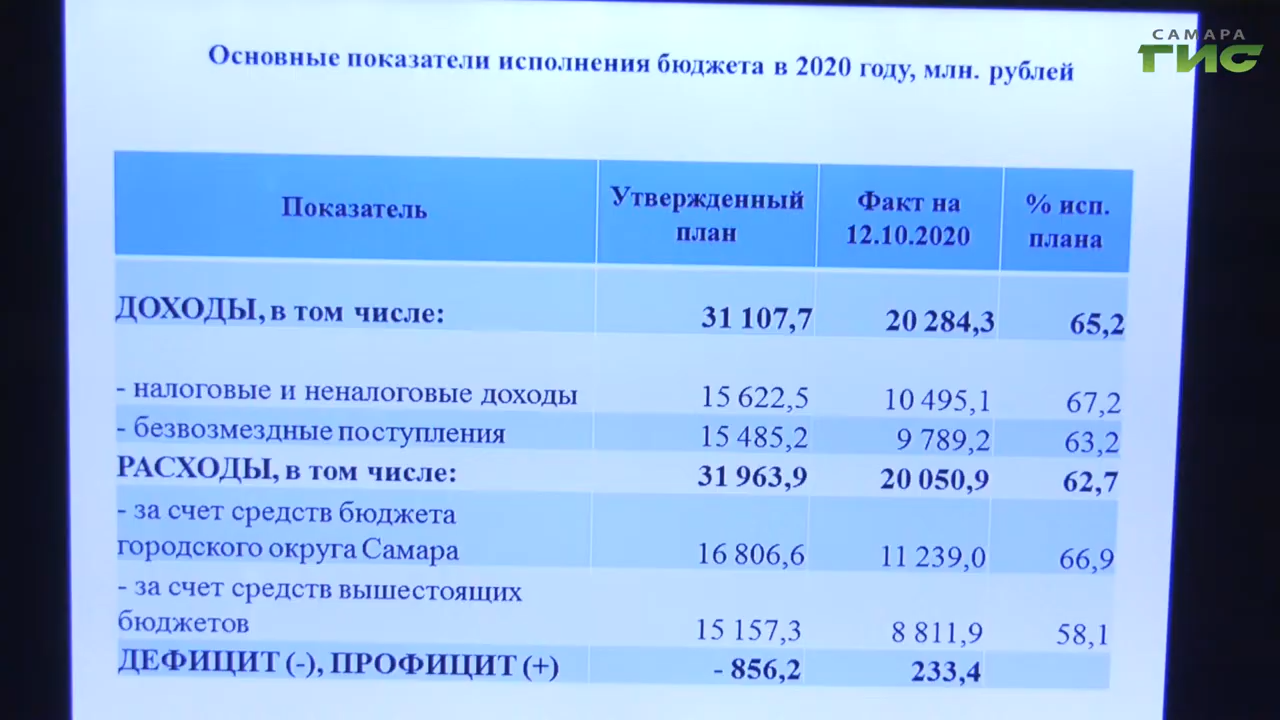 САМАРА
ГИС
Основные показатели исполнения бюджета в 2020 году, млн. рублей
Показатель
Утвержденный
план
Факт на
12.10.2020
% исп.
плана
ДОХОДЫ, в том числе: 31 107,7 20 284,3 65,2
- налоговые и неналоговые доходы 15 622,5 10 495,1 67,2
- безвозмездные поступления 15 485,2 9 789,2 63,2
РАСХОДЫ, в том числе: 31 963,9 20 050,9 62,7
- за счет средств бюджета
городского округа Самара 16 806,6 11 239,0 66,9
- за счет средств вышестоящих
бюджетов 15 157,3 8 811,9 58,1
ДЕФИЦИТ (-), ПРОФИЦИТ (+) - 856,2 233,4